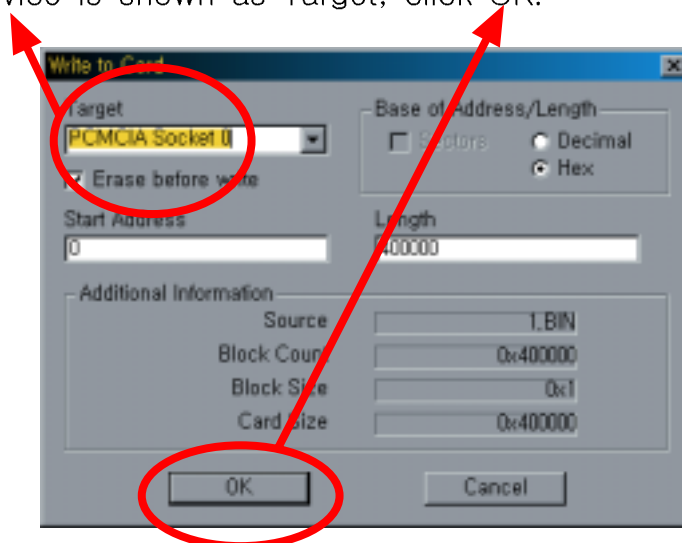 is shown as Target, click OK.
Write to Card
Target
PCMCIA Socket 0
Erase before write
Base of Address/Length
Sectors
Decimal
Hex
Start Address
0
Length
400000
Additional Information
Source 1.BIN
Block Count 0x400000
Block Size 0x1
Card Size 0x400000
OK Cancel